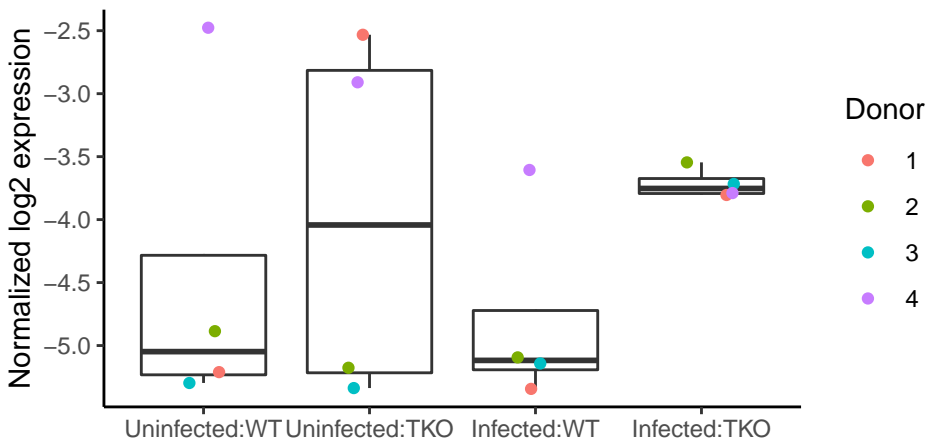 Normalized log2 expression
−2.5
−3.0
−3.5
−4.0
−4.5
−5.0
Uninfected:WT
Uninfected:TKO
Infected:WT
Infected:TKO
Donor
1
2
3
4